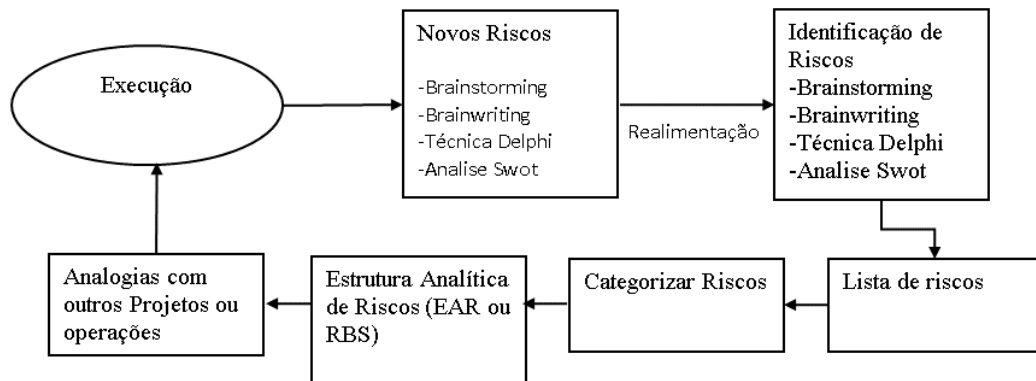 Execução
Novos Riscos
-Brainstorming
-Brainwriting
-Técnica Delphi
-Analise Swot
Realimentação
Identificação de
Riscos
-Brainstorming
-Brainwriting
-Técnica Delphi
-Analise Swot
Lista de riscos
Categorizar Riscos
Estrutura Analítica
de Riscos (EAR ou
RBS)
Analogias com
outros Projetos ou
operações